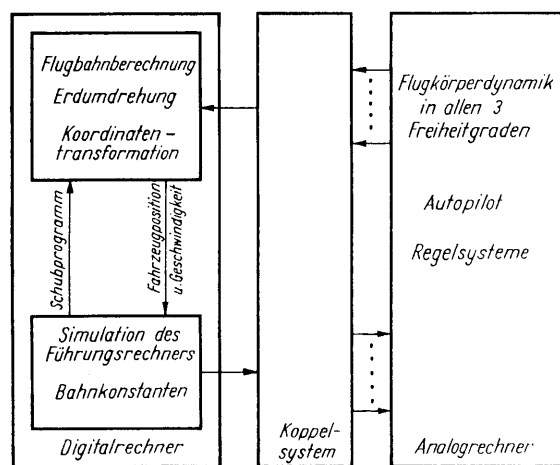 Flugbahnberechnung
Erdumdrehung
Koordinaten-
transformation
Schubprogramm
Fahrzeugposition
u. Geschwindigkeit
Simulation des
Führungsrechners
Bahnkonstanten
Digitalrechner
Koppel-
system
Flugkörperdynamik
in allen 3
Freiheitgraden
Autopilot
Regelsysteme
Analogrechner